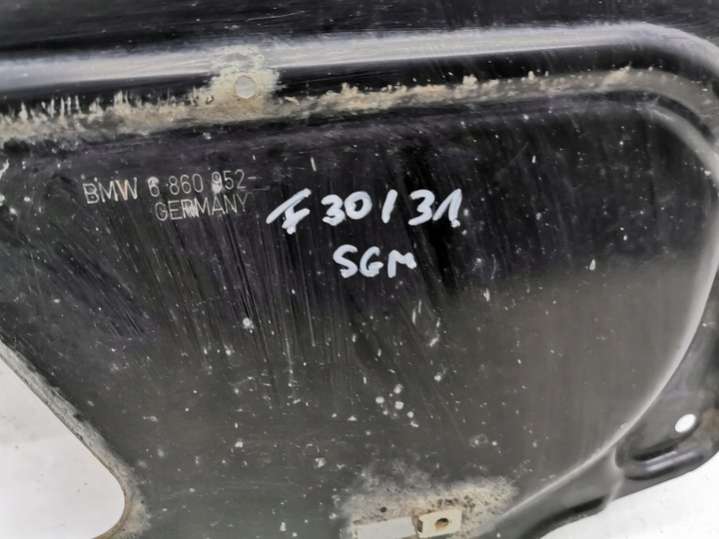 BMW 6 860 952
GERMANY
F30/31
SGM